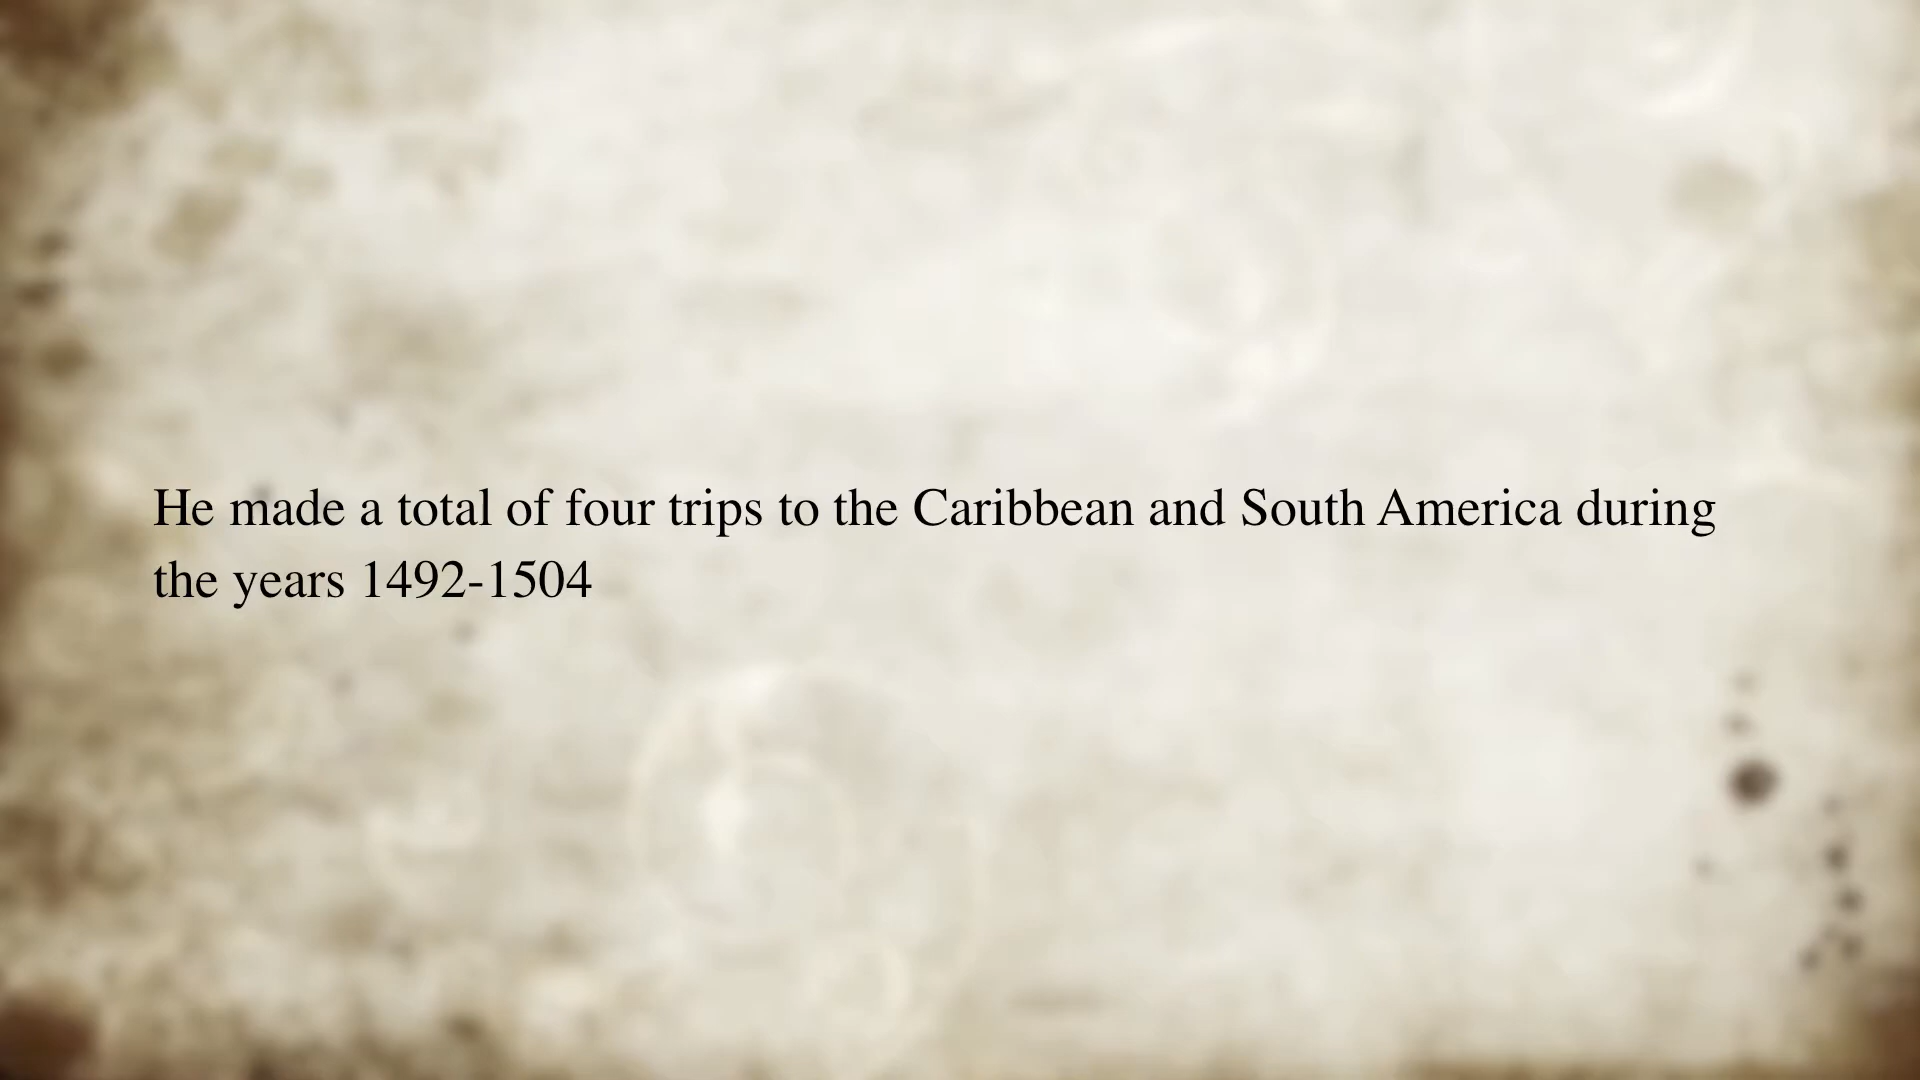 He made a total of four trips to the Caribbean and South America during
the years 1492-1504